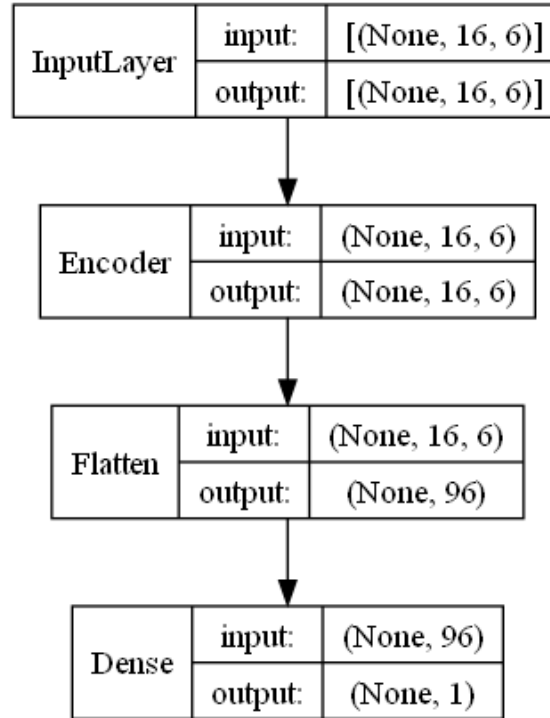 InputLayer
input: [(None, 16, 6)]
output: [(None, 16, 6)]
Encoder
input: (None, 16, 6)
output: (None, 16, 6)
Flatten
input: (None, 16, 6)
output: (None, 96)
Dense
input: (None, 96)
output: (None, 1)